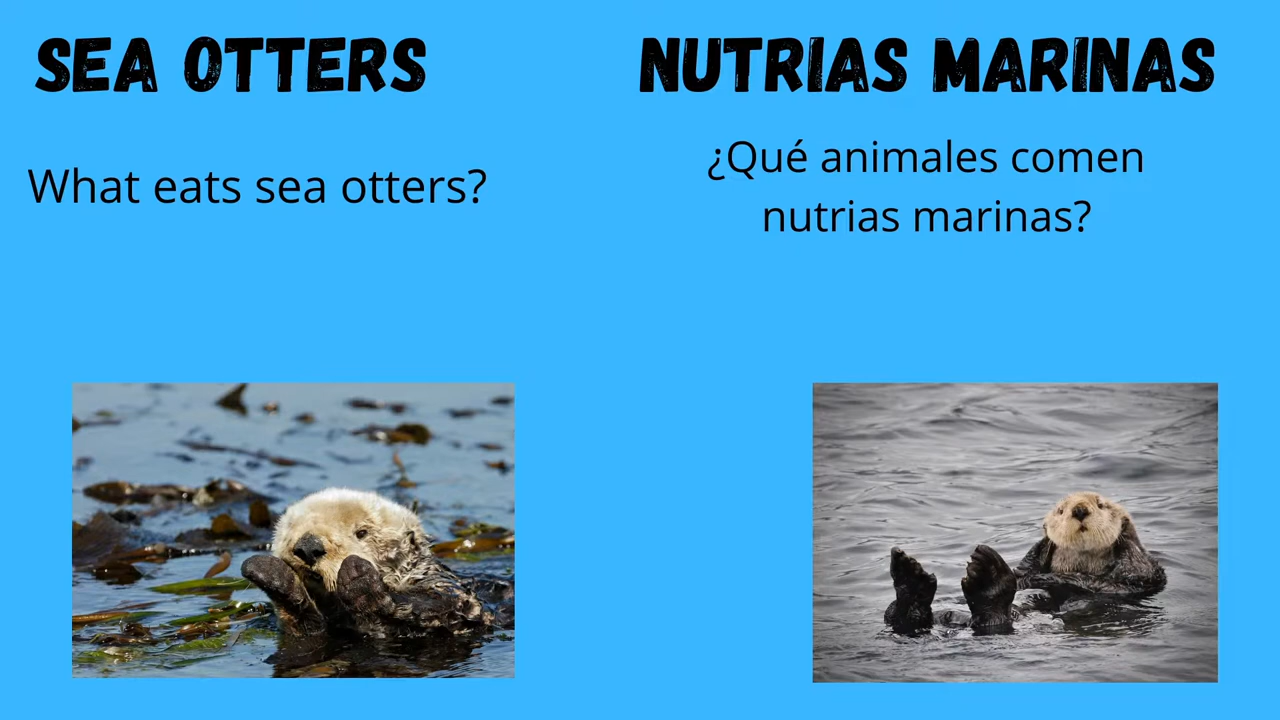 SEA OTTERS
What eats sea otters?
NUTRIAS MARINAS
¿Qué animales comen
nutrias marinas?